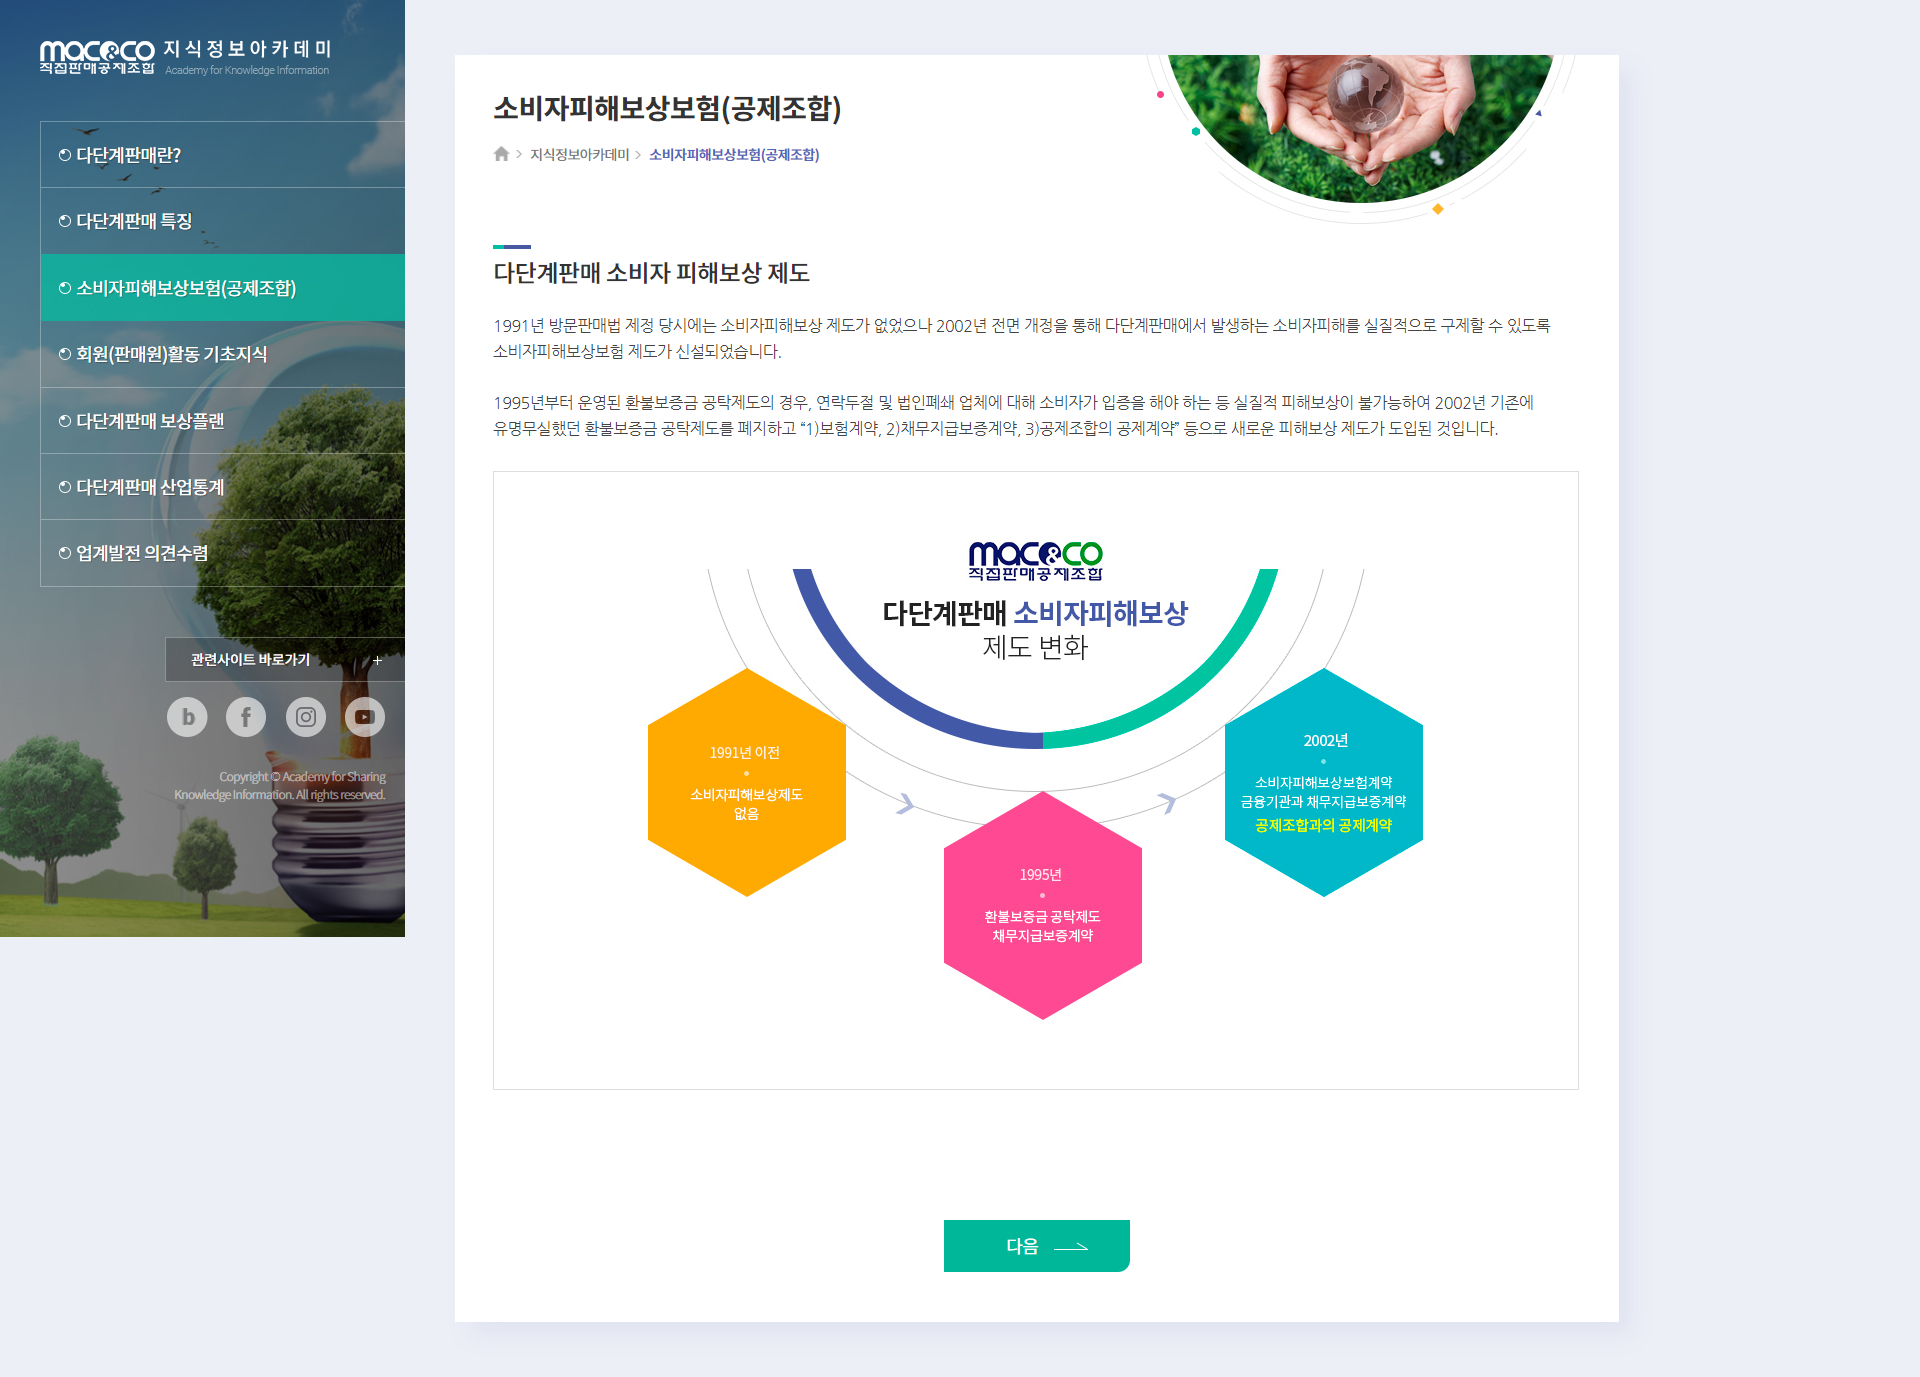 mac&co 지식정보아카데미
직접판매공제조합 Academy for Knowledge Information
다단계판매란?
다단계판매 특징
소비자피해보상보험(공제조합)
회원(판매원)활동 기초지식
다단계판매 보상플랜
다단계판매 산업통계
업계발전 의견수렴
관련사이트 바로가기 +
b f
Copyright © Academy for Sharing
Knowledge Information. All rights reserved.
소비자피해보상보험(공제조합)
> 지식정보아카데미 > 소비자피해보상보험(공제조합)
다단계판매 소비자 피해보상 제도
1991년 방문판매법 제정 당시에는 소비자피해보상 제도가 없었으나 2002년 전면 개정을 통해 다단계판매에서 발생하는 소비자피해를 실질적으로 구제할 수 있도록
소비자피해보상보험 제도가 신설되었습니다.
1995년부터 운영된 환불보증금 공탁제도의 경우, 연락두절 및 법인폐쇄 업체에 대해 소비자가 입증을 해야 하는 등 실질적 피해보상이 불가능하여 2002년 기존에
유명무실했던 환불보증금 공탁제도를 폐지하고 “1)보험계약, 2)채무지급보증계약, 3)공제조합의 공제계약” 등으로 새로운 피해보상 제도가 도입된 것입니다.
mac&co
직접판매공제조합
다단계판매 소비자피해보상
제도 변화
1991년 이전
소비자피해보상제도
없음
1995년
환불보증금 공탁제도
채무지급보증계약
2002년
소비자피해보상보험계약
금융기관과 채무지급보증계약
공제조합과의 공제계약
다음